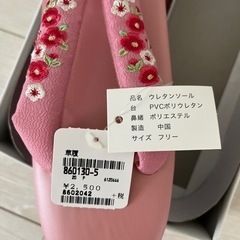 品名 ウレタンソール
台 PVCポリウレタン
鼻緒 ポリエステル
製造 中国
サイズ フリー
草履
860130-5
20
6120666
¥2,500
+税
8602042